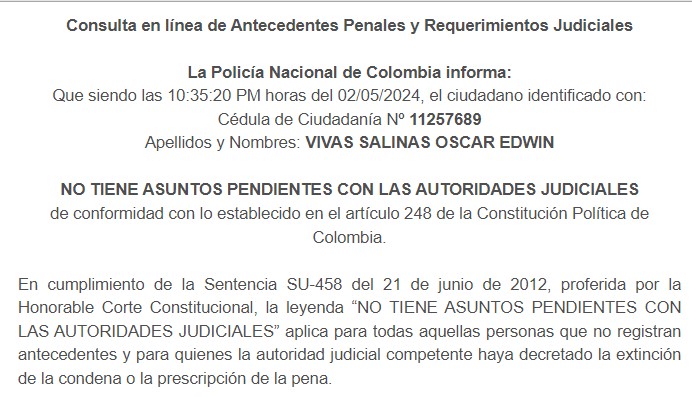 Consulta en línea de Antecedentes Penales y Requerimientos Judiciales
La Policía Nacional de Colombia informa:
Que siendo las 10:35:20 PM horas del 02/05/2024, el ciudadano identificado con:
Cédula de Ciudadanía Nº 11257689
Apellidos y Nombres: VIVAS SALINAS OSCAR EDWIN
NO TIENE ASUNTOS PENDIENTES CON LAS AUTORIDADES JUDICIALES
de conformidad con lo establecido en el artículo 248 de la Constitución Política de
Colombia.
En cumplimiento de la Sentencia SU-458 del 21 de junio de 2012, proferida por la
Honorable Corte Constitucional, la leyenda “NO TIENE ASUNTOS PENDIENTES CON
LAS AUTORIDADES JUDICIALES” aplica para todas aquellas personas que no registran
antecedentes y para quienes la autoridad judicial competente haya decretado la extinción
de la condena o la prescripción de la pena.